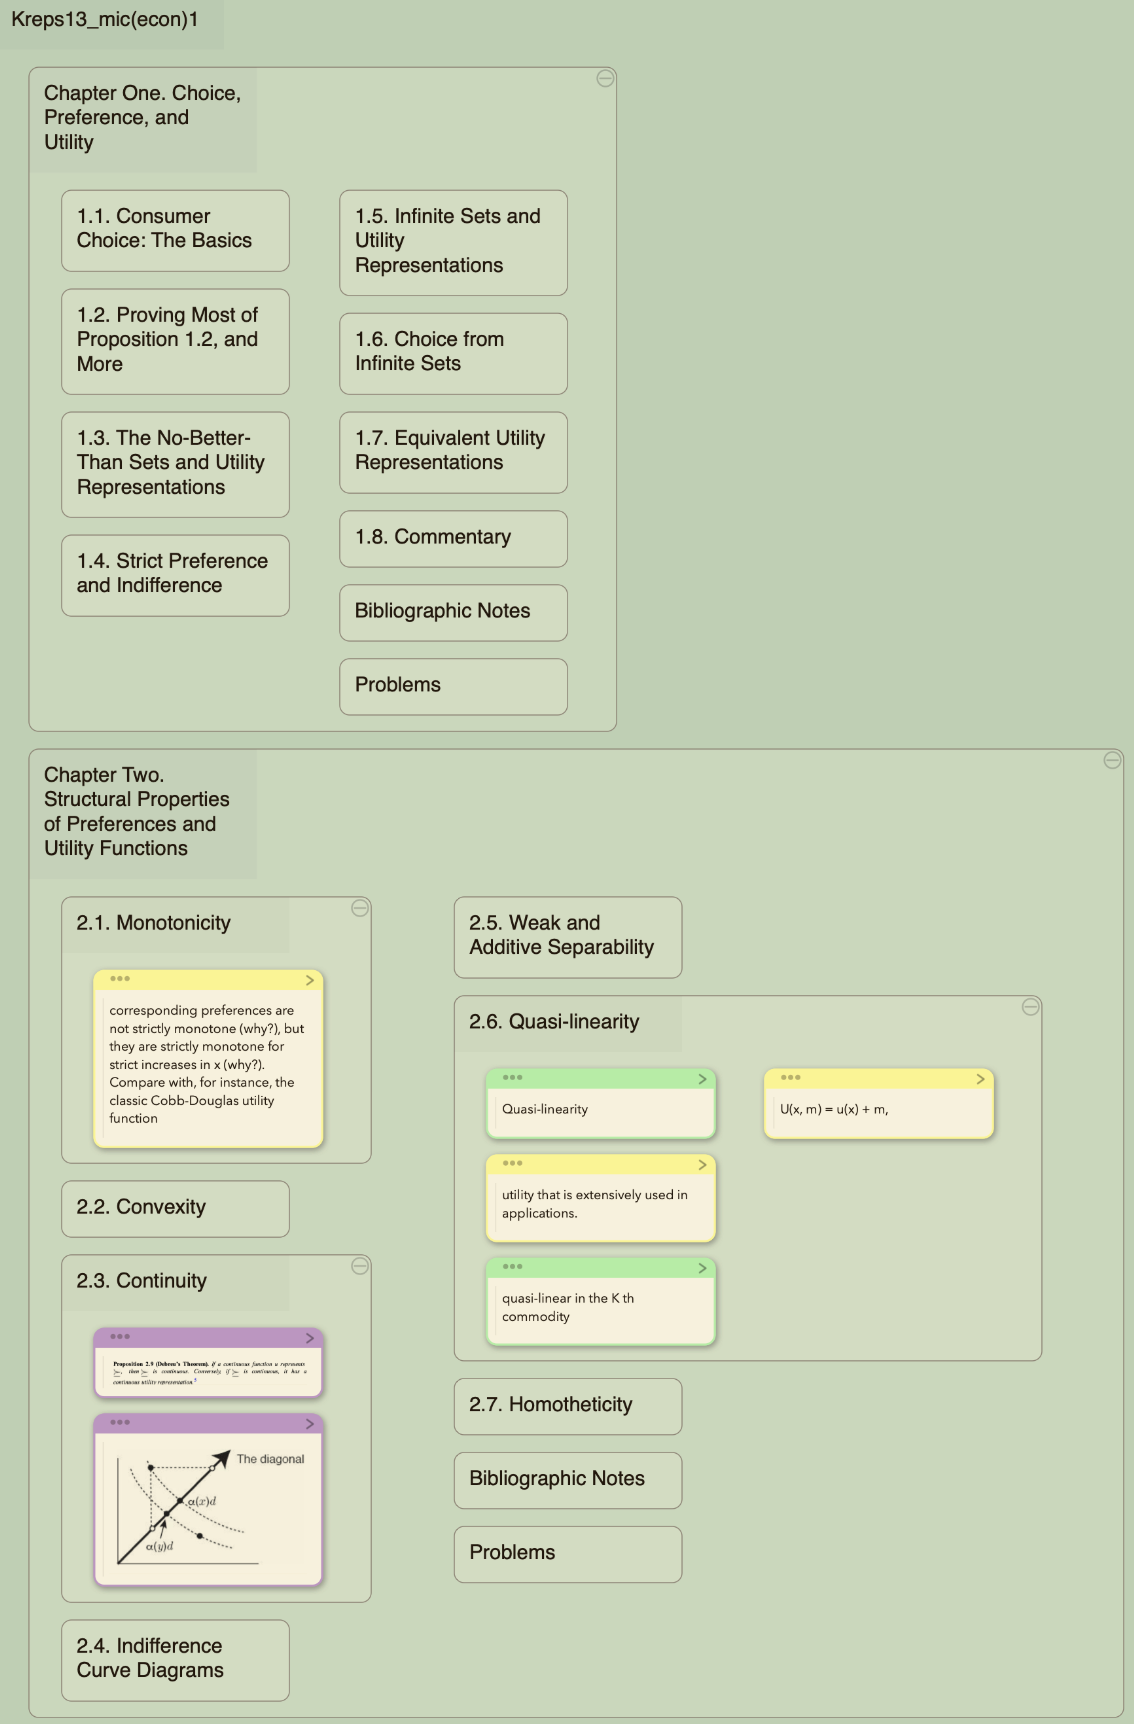 Kreps13_mic(econ)1
Chapter One. Choice,
Preference, and
Utility
1.1. Consumer
Choice: The Basics
1.2. Proving Most of
Proposition 1.2, and
More
1.3. The No-Better-
Than Sets and Utility
Representations
1.4. Strict Preference
and Indifference
1.5. Infinite Sets and
Utility
Representations
1.6. Choice from
Infinite Sets
1.7. Equivalent Utility
Representations
1.8. Commentary
Bibliographic Notes
Problems
Chapter Two.
Structural Properties
of Preferences and
Utility Functions
2.1. Monotonicity
corresponding preferences are
not strictly monotone (why?), but
they are strictly monotone for
strict increases in x (why?).
Compare with, for instance, the
classic Cobb-Douglas utility
function
2.2. Convexity
2.3. Continuity
Proposition 2.9 (Debreu's Theorem). If a continuous function u represents
⪰, then ⪰ is continuous. Conversely, if ⪰ is continuous, it has a
continuous utility representation.²
The diagonal
α(x)d
α(y)d
2.4. Indifference
Curve Diagrams
2.5. Weak and
Additive Separability
2.6. Quasi-linearity
Quasi-linearity
utility that is extensively used in
applications.
quasi-linear in the K th
commodity
U(x, m) = u(x) + m,
2.7. Homotheticity
Bibliographic Notes
Problems